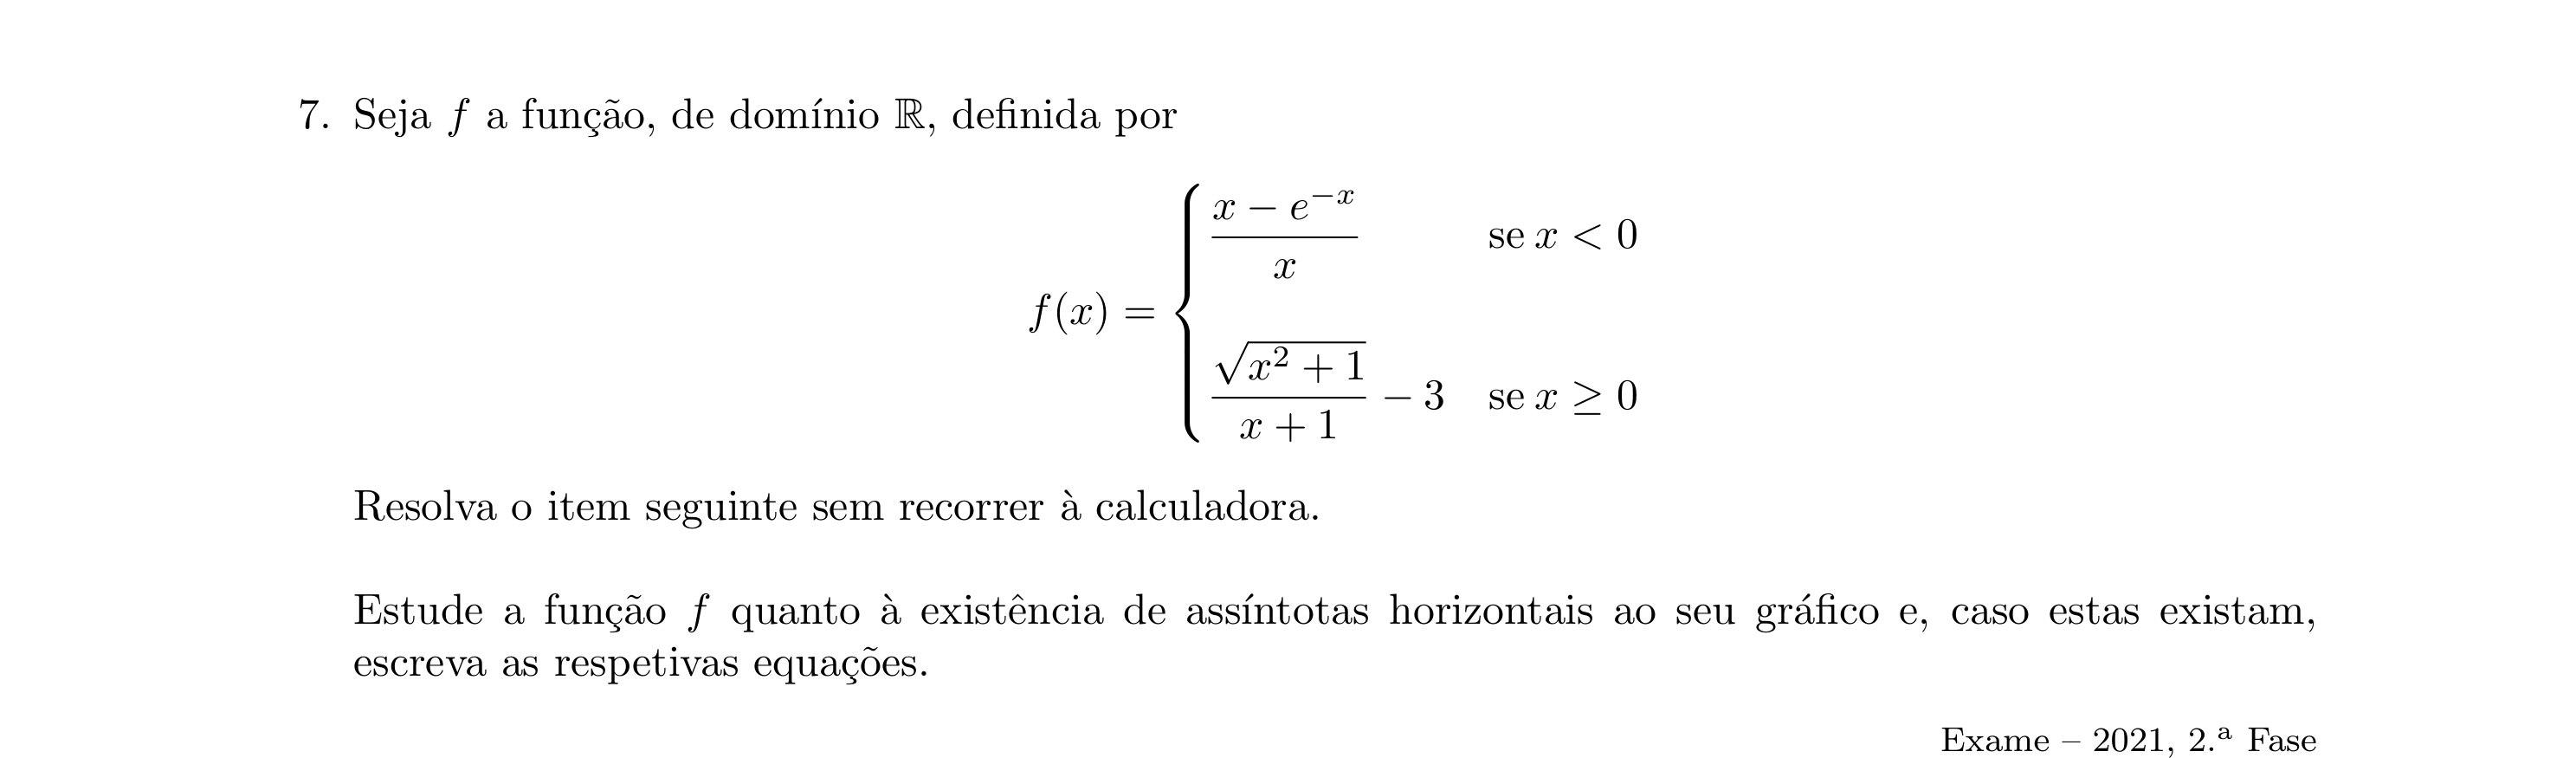 7. Seja f a função, de domínio ℝ, definida por
f(x) = { (x − e^{−x})/x se x < 0
√(x² + 1)/(x + 1) − 3 se x ≥ 0
Resolva o item seguinte sem recorrer à calculadora.
Estude a função f quanto à existência de assíntotas horizontais ao seu gráfico e, caso estas existam,
escreva as respetivas equações.
Exame – 2021, 2.ª Fase